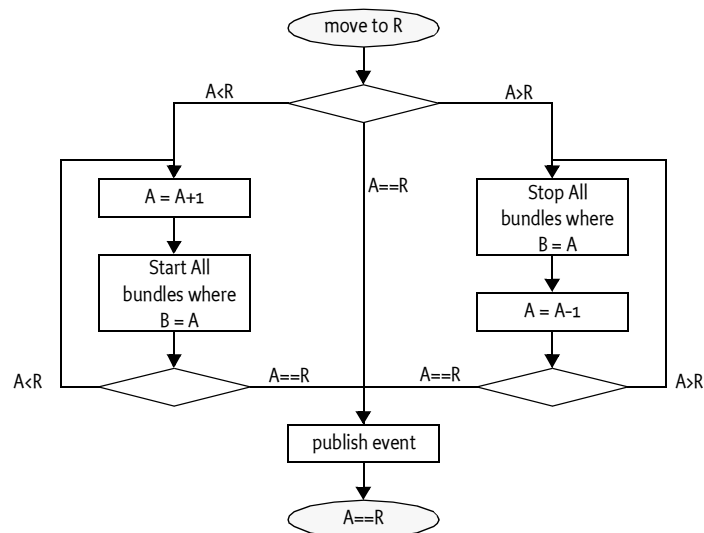 move to R
A<R
A>R
A==R
A = A+1
Stop All
bundles where
B = A
Start All
bundles where
B = A
A = A-1
A<R
A==R
A==R
A>R
publish event
A==R